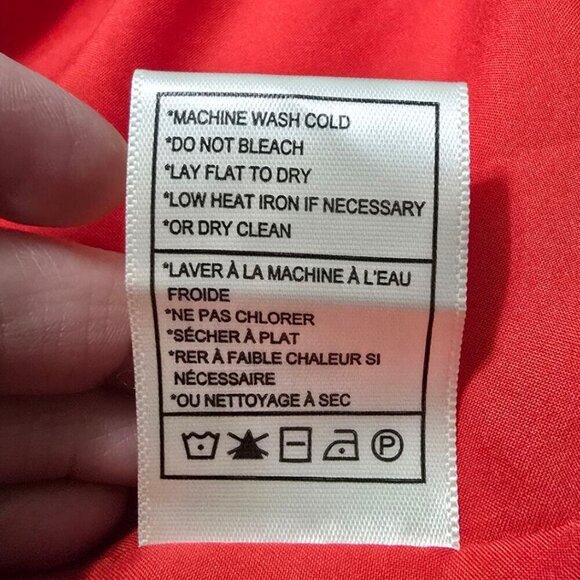 *MACHINE WASH COLD
*DO NOT BLEACH
*LAY FLAT TO DRY
*LOW HEAT IRON IF NECESSARY
*OR DRY CLEAN
*LAVER À LA MACHINE À L'EAU
FROIDE
*NE PAS CHLORER
*SÉCHER À PLAT
*RER À FAIBLE CHALEUR SI
NÉCESSAIRE
*OU NETTOYAGE À SEC
P